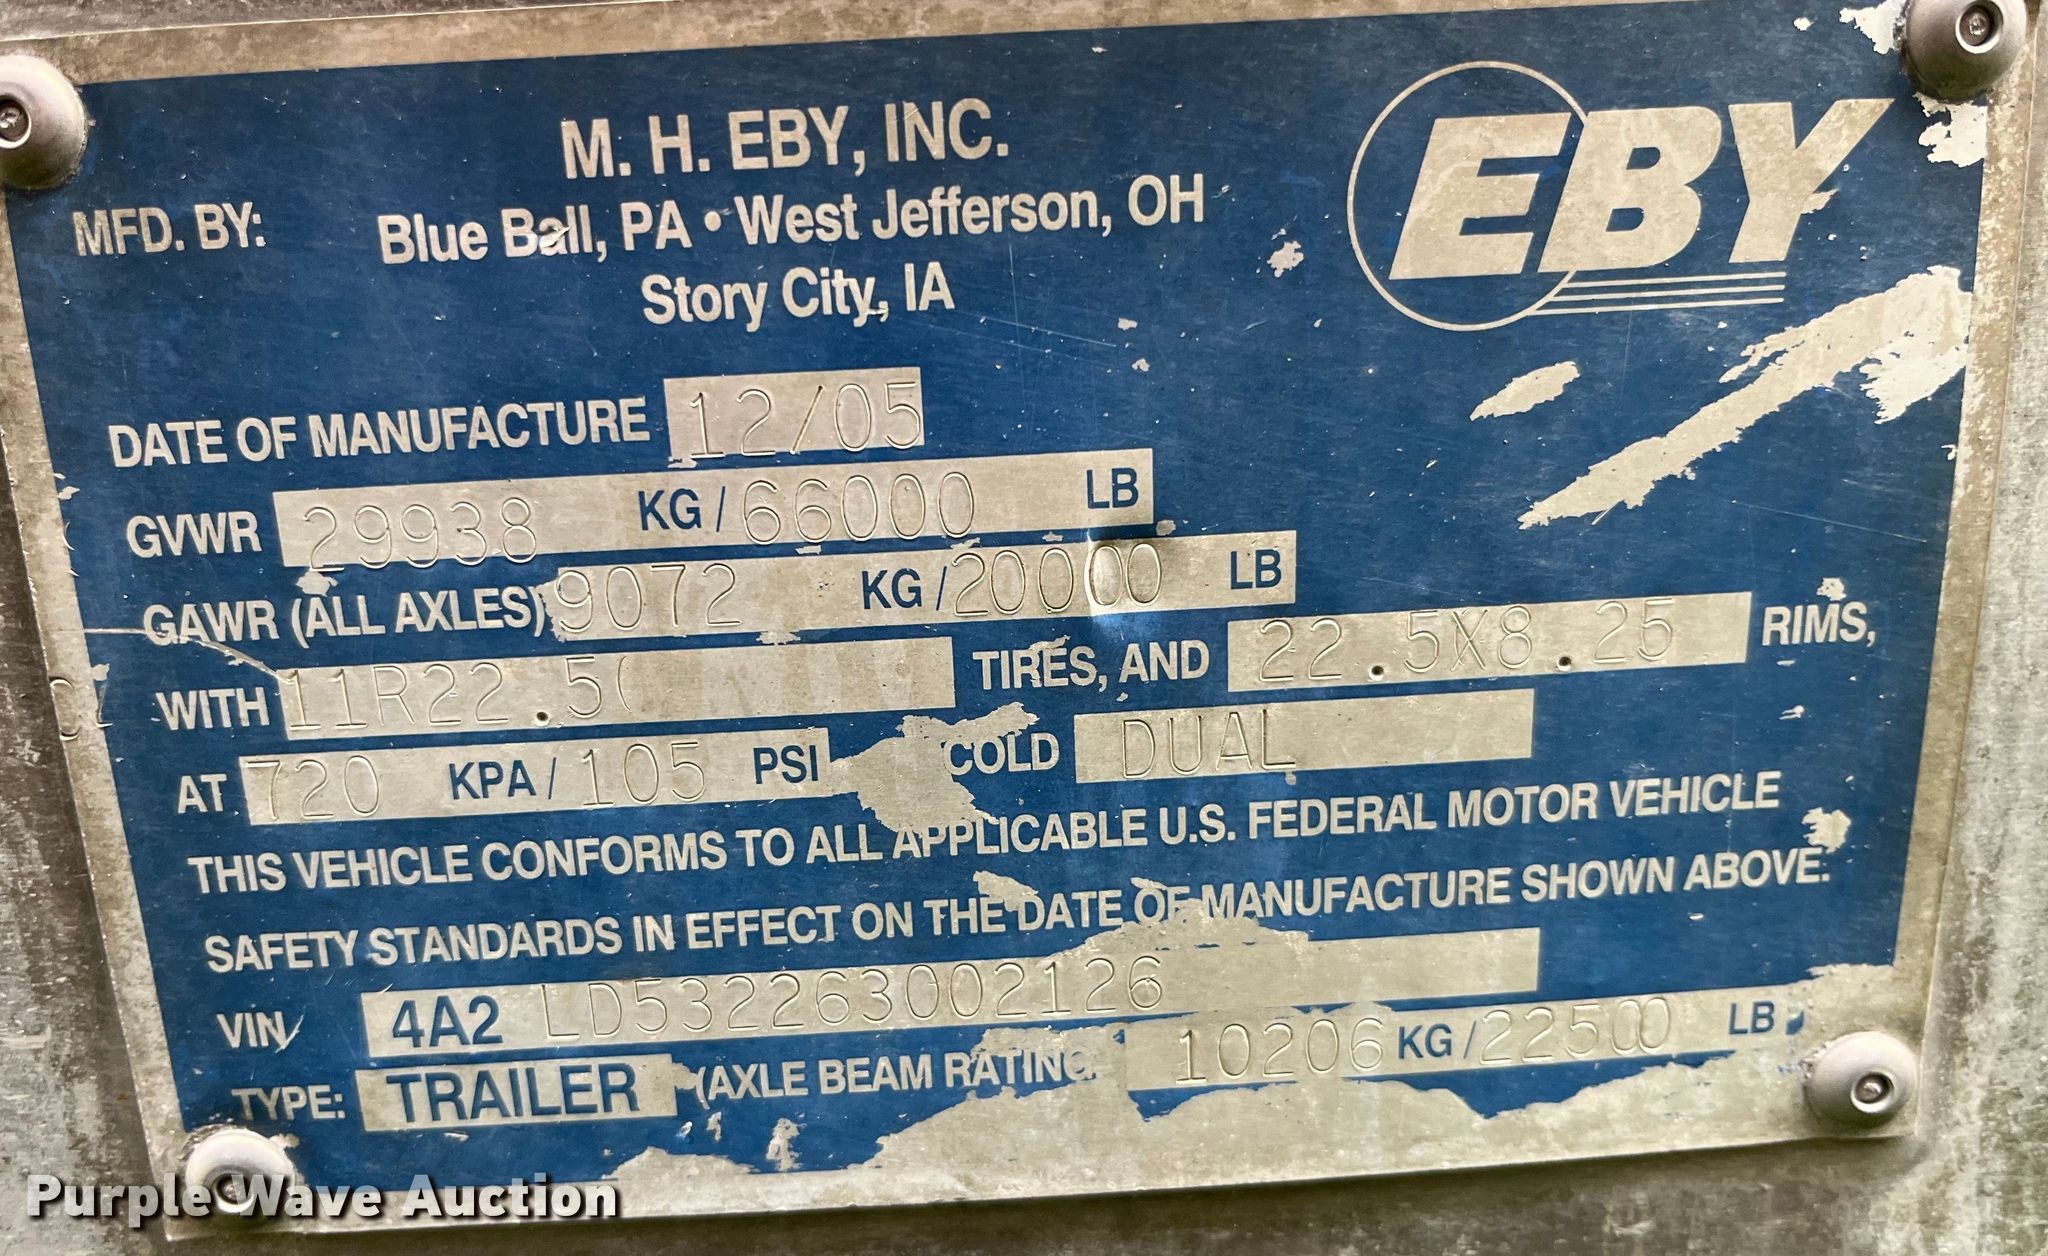 M. H. EBY, INC.
EBY
MFD. BY: Blue Ball, PA • West Jefferson, OH
Story City, IA
DATE OF MANUFACTURE 12/05
GVWR 29938 KG/66000 LB
GAWR (ALL AXLES) 9072 KG/20000 LB
WITH 11R22.5( TIRES, AND 22.5X8.25 RIMS,
AT 720 KPA/105 PSI COLD DUAL
THIS VEHICLE CONFORMS TO ALL APPLICABLE U.S. FEDERAL MOTOR VEHICLE
SAFETY STANDARDS IN EFFECT ON THE DATE OF MANUFACTURE SHOWN ABOVE:
VIN 4A2 LD532263002126
TYPE: TRAILER (AXLE BEAM RATING 10206 KG/22500 LB
Purple Wave Auction